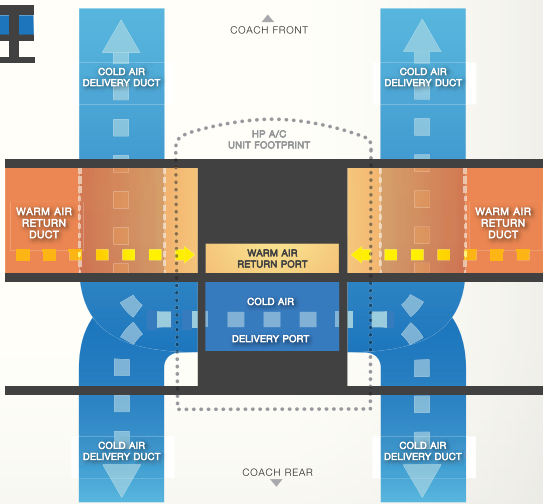 COACH FRONT
COLD AIR
DELIVERY DUCT
COLD AIR
DELIVERY DUCT
HP A/C
UNIT FOOTPRINT
WARM AIR
RETURN
DUCT
WARM AIR
RETURN
DUCT
WARM AIR
RETURN PORT
COLD AIR
DELIVERY PORT
COLD AIR
DELIVERY DUCT
COLD AIR
DELIVERY DUCT
COACH REAR